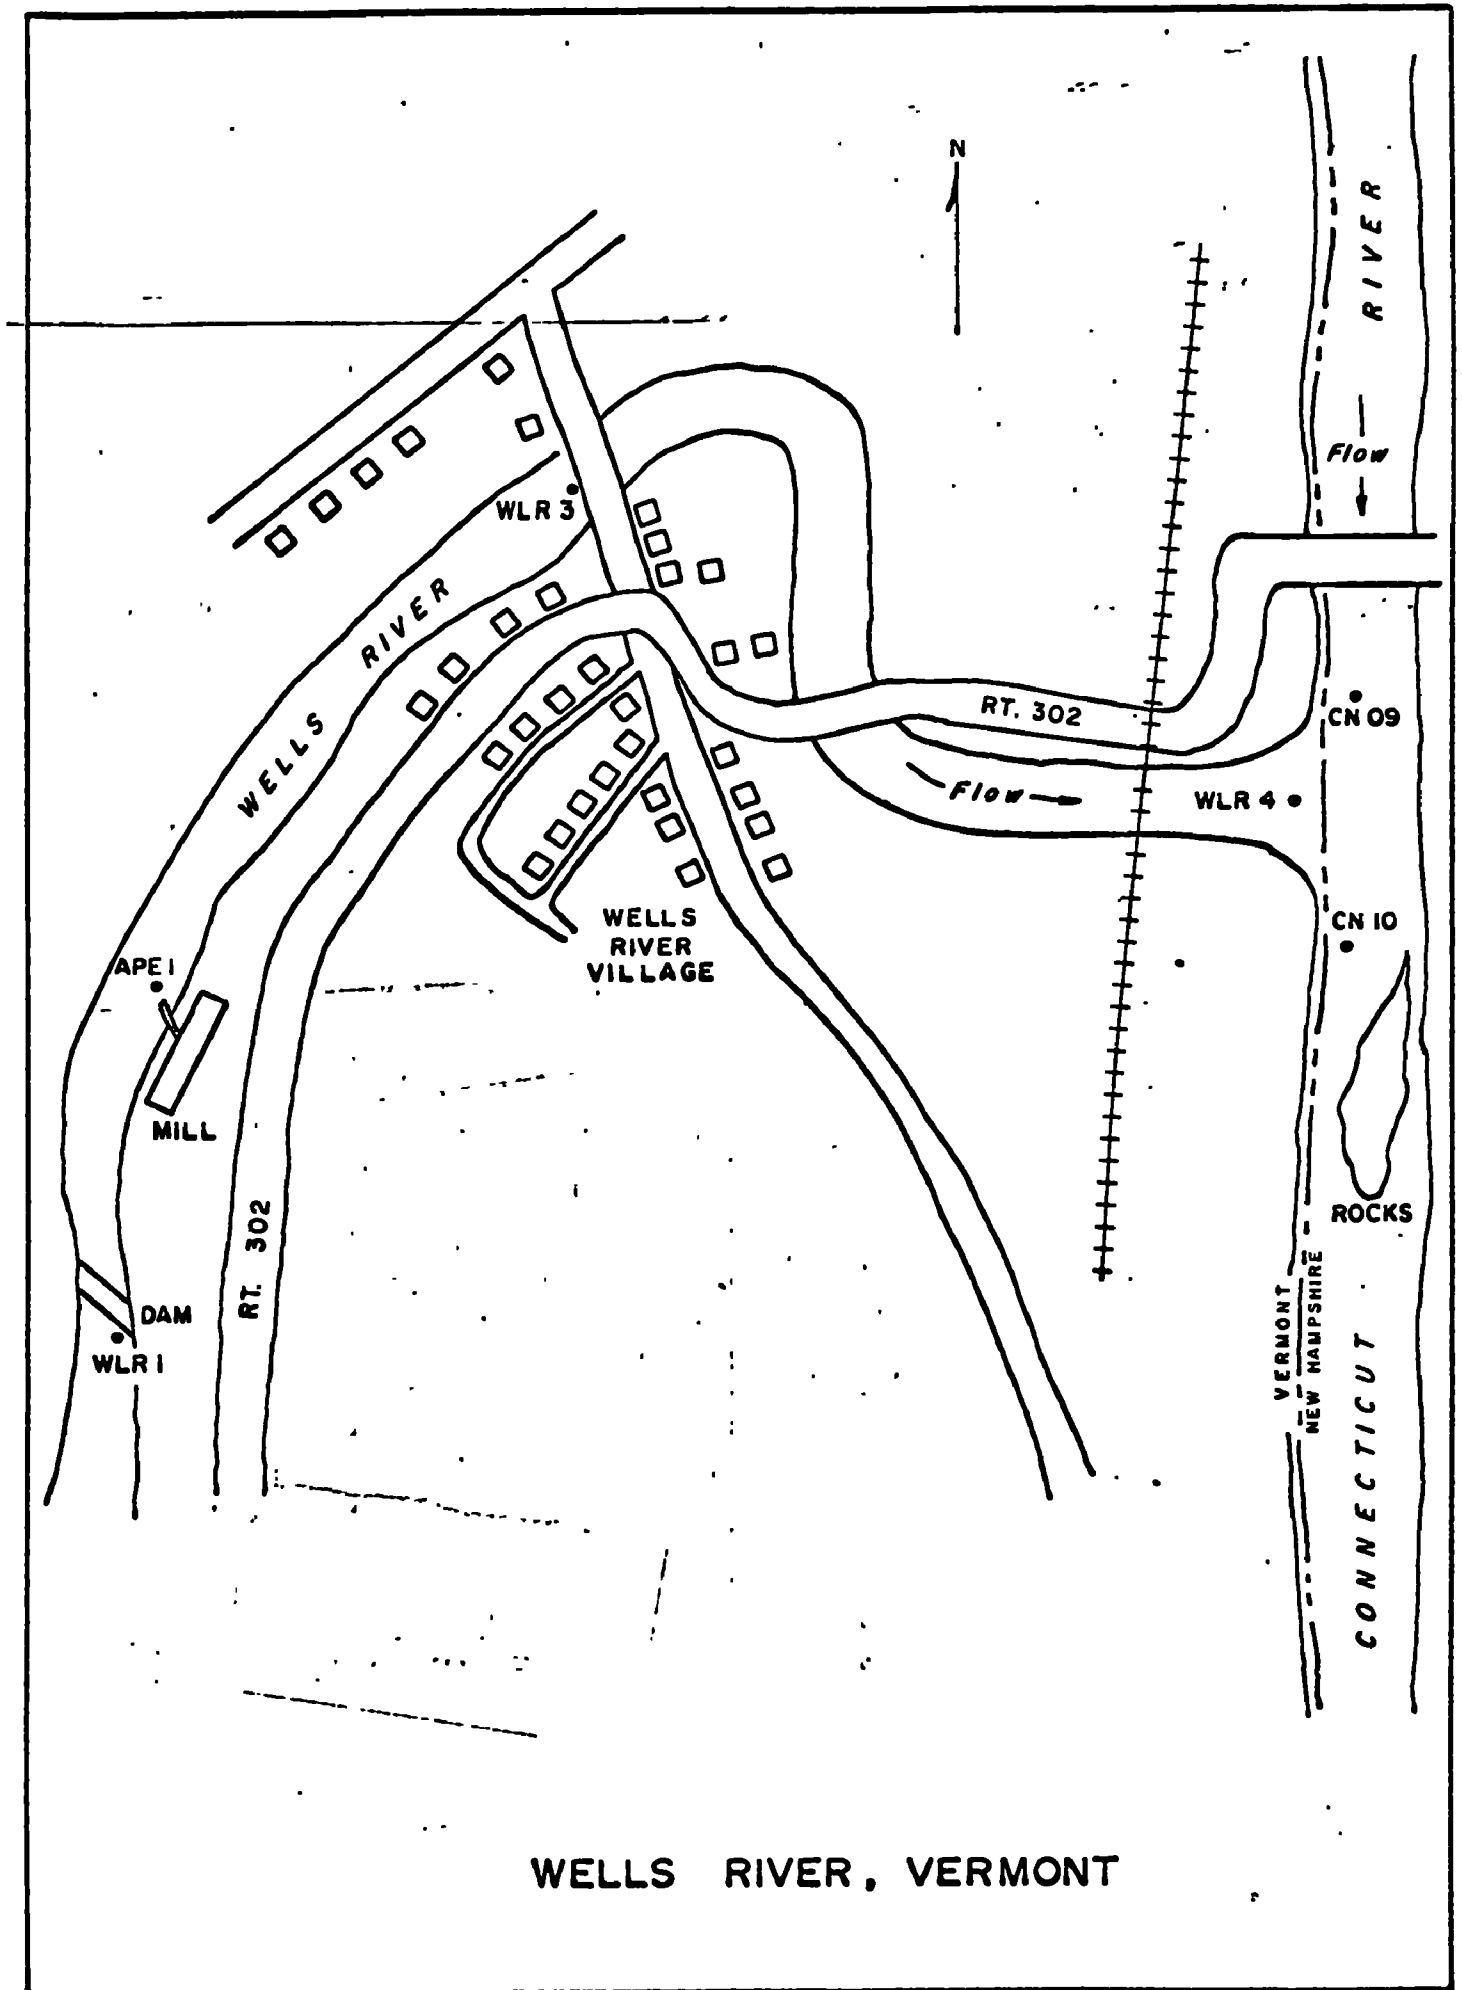 N
RIVER
Flow
WLR 3
WELLS RIVER
RT. 302
CN 09
Flow
WLR 4
WELLS
RIVER
VILLAGE
CN 10
APE 1
MILL
ROCKS
RT. 302
DAM
WLR 1
VERMONT
NEW HAMPSHIRE
CONNECTICUT
WELLS RIVER, VERMONT